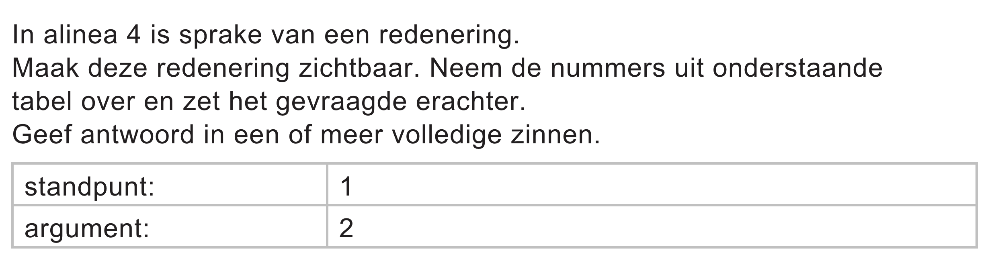 In alinea 4 is sprake van een redenering.
Maak deze redenering zichtbaar. Neem de nummers uit onderstaande
tabel over en zet het gevraagde erachter.
Geef antwoord in een of meer volledige zinnen.
standpunt: 1
argument: 2